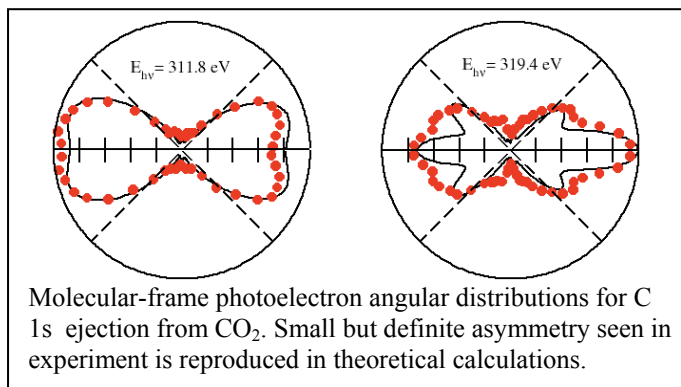 E_hν = 311.8 eV
E_hν = 319.4 eV
Molecular-frame photoelectron angular distributions for C
1s ejection from CO₂. Small but definite asymmetry seen in
experiment is reproduced in theoretical calculations.